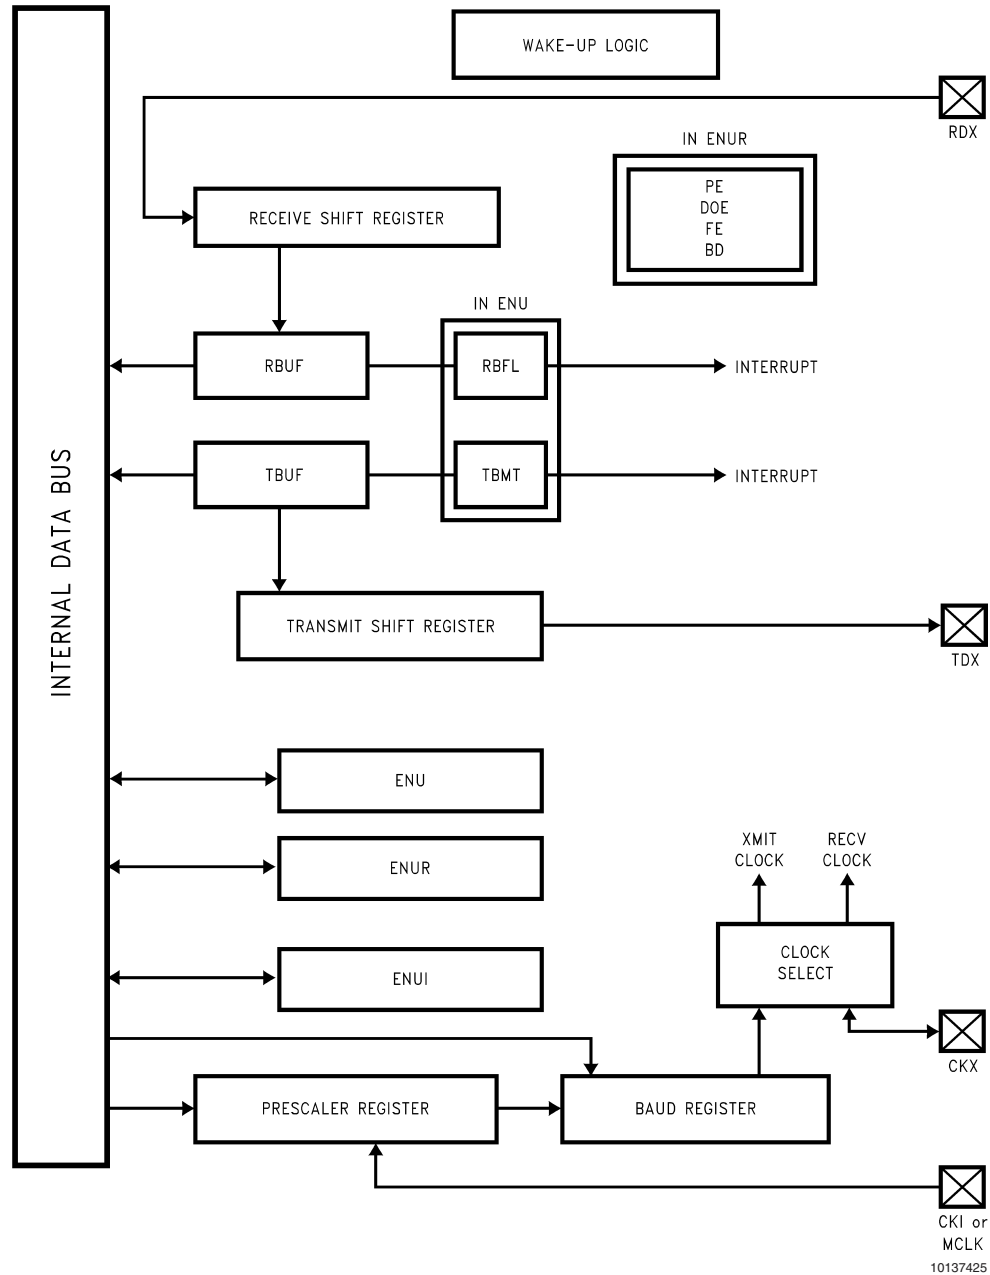 WAKE-UP LOGIC
RDX
IN ENUR
PE
DOE
FE
BD
RECEIVE SHIFT REGISTER
IN ENU
RBUF
RBFL
INTERRUPT
TBUF
TBMT
INTERRUPT
INTERNAL DATA BUS
TRANSMIT SHIFT REGISTER
TDX
ENU
ENUR
XMIT
CLOCK
RECV
CLOCK
ENUI
CLOCK
SELECT
CKX
PRESCALER REGISTER
BAUD REGISTER
CKI or
MCLK
10137425